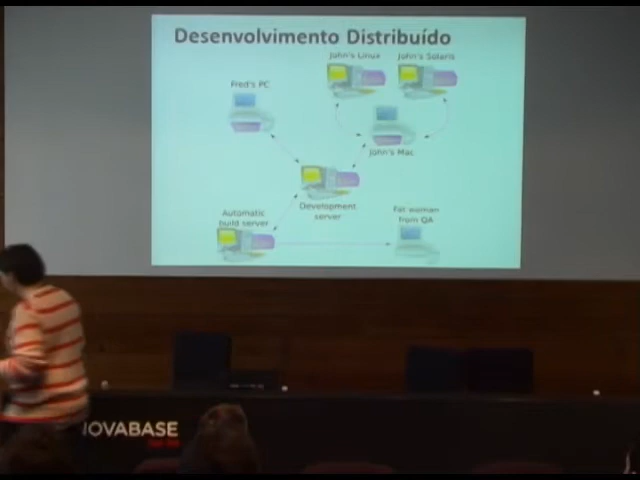 Desenvolvimento Distribuído
John's Linux
John's Solaris
Fred's PC
John's Mac
Development
server
Automatic
build server
Fat woman
from QA
NOVABASE